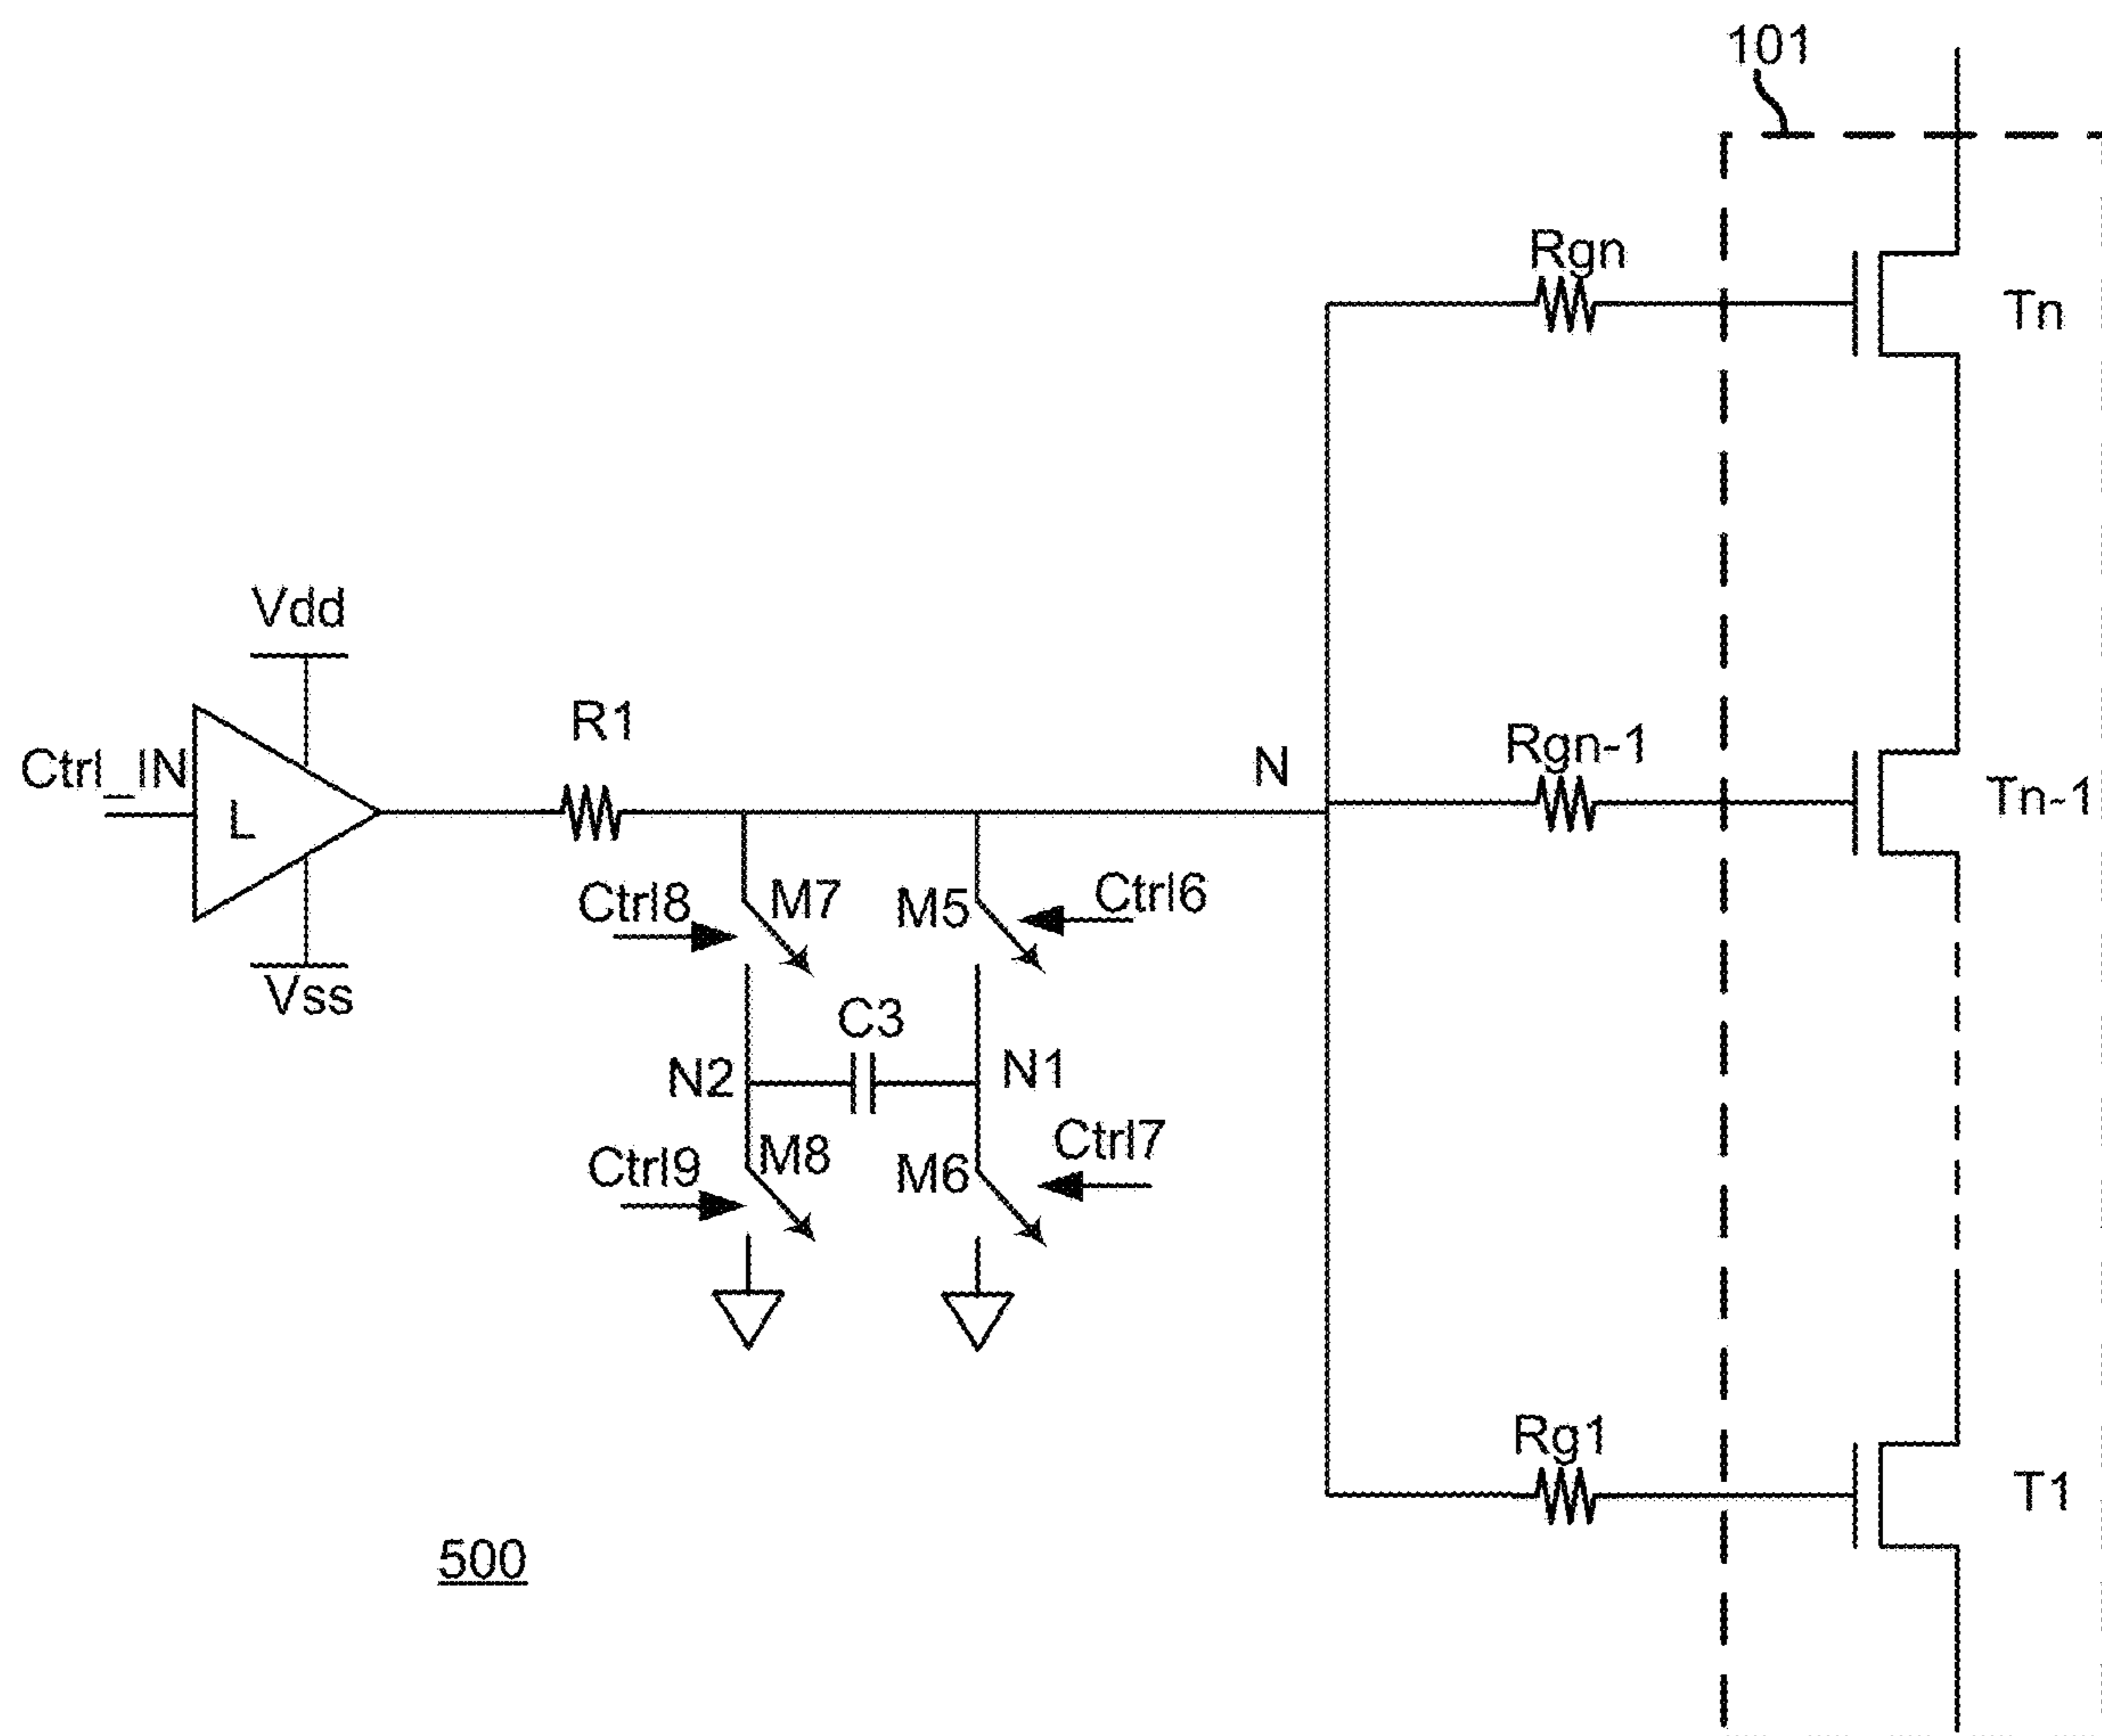 101
Rgn
Tn
Vdd
R1
N
Rgn-1
Tn-1
Ctrl_IN
L
Ctrl8
M7
M5
Ctrl6
Vss
C3
N2
N1
Ctrl9
M8
M6
Ctrl7
Rg1
T1
500